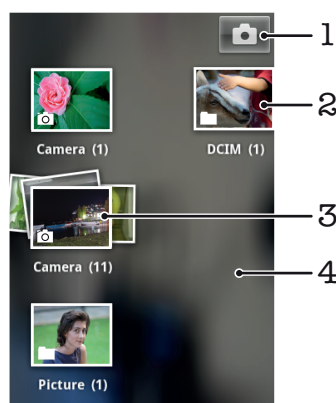 1
Camera (1)
DCIM (1)
2
3
Camera (11)
4
Picture (1)